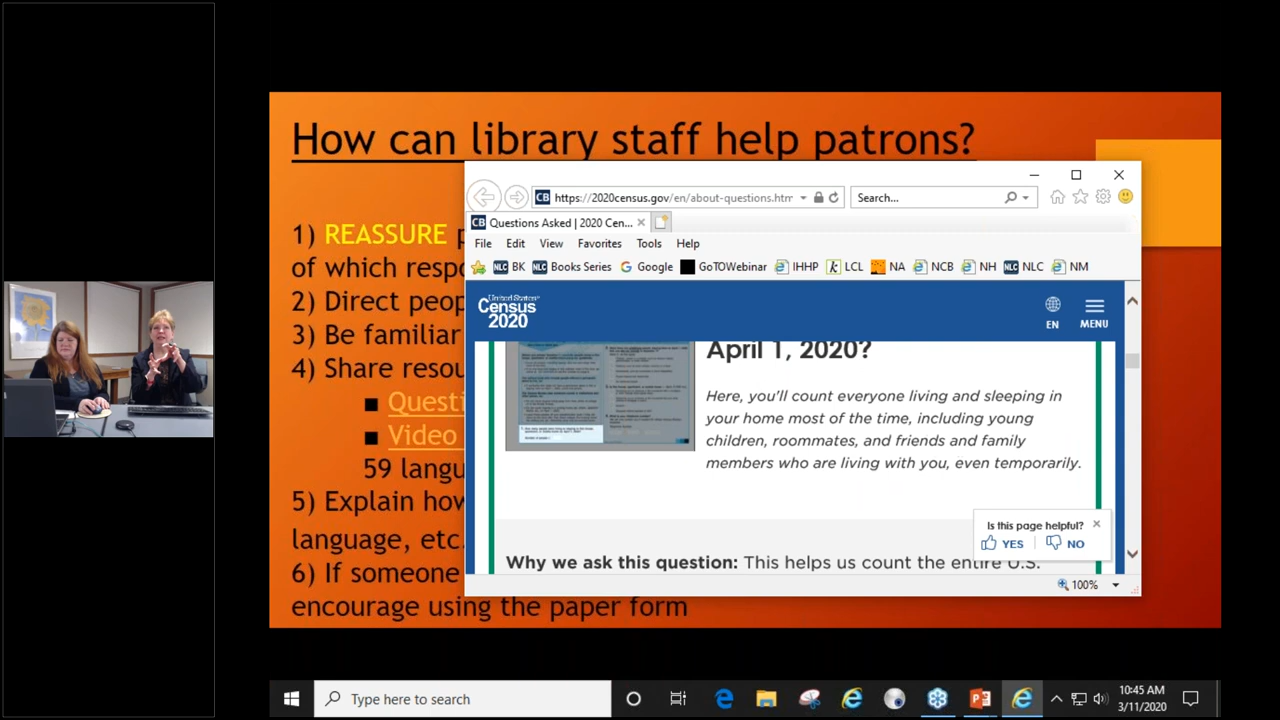 How can library staff help patrons?
1) REASSURE
of which respo
2) Direct peop
3) Be familiar
4) Share resou
■ Questi
■ Video
59 langu
5) Explain how
language, etc.
6) If someone
encourage using the paper form
CB https://2020census.gov/en/about-questions.htm
Search...
CB Questions Asked | 2020 Cen...
File Edit View Favorites Tools Help
NLC BK NLC Books Series Google GoTOWebinar IHHP k LCL NA NCB NH NLC NLC NM
United States®
Census
2020
EN
MENU
April 1, 2020?
Here, you'll count everyone living and sleeping in
your home most of the time, including young
children, roommates, and friends and family
members who are living with you, even temporarily.
Is this page helpful?
YES NO
Why we ask this question: This helps us count the entire U.S.
100%
Type here to search
10:45 AM
3/11/2020